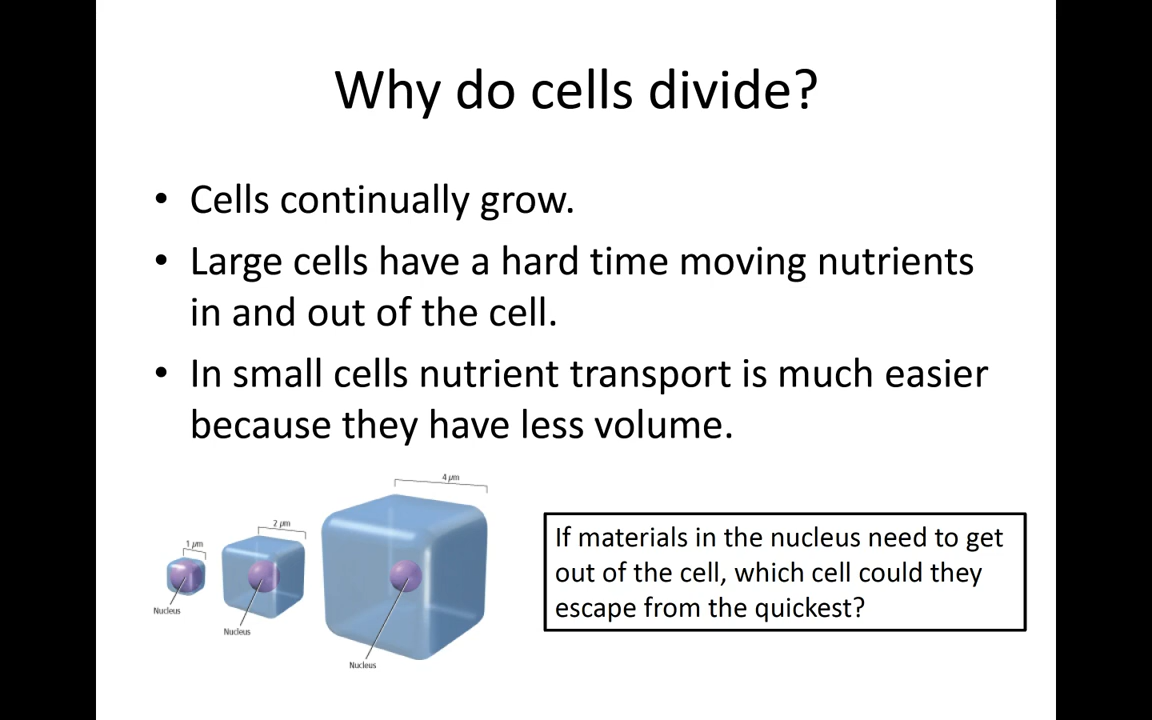 Why do cells divide?
• Cells continually grow.
• Large cells have a hard time moving nutrients
in and out of the cell.
• In small cells nutrient transport is much easier
because they have less volume.
4 µm
2 µm
1 µm
Nucleus
Nucleus
Nucleus
If materials in the nucleus need to get
out of the cell, which cell could they
escape from the quickest?